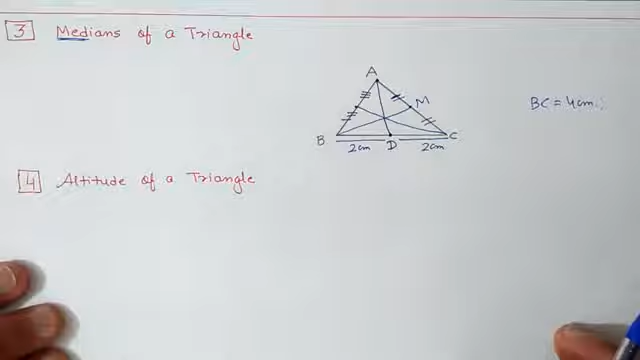 3 Medians of a Triangle
A
M
BC = 4cm
B D C
2cm 2cm
4 Altitude of a Triangle